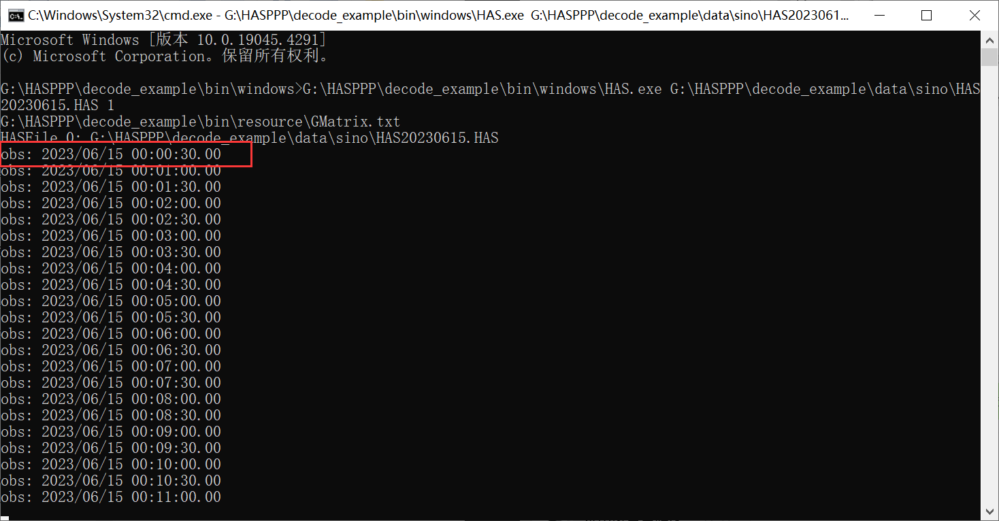 C:\Windows\System32\cmd.exe - G:\HASPPP\decode_example\bin\windows\HAS.exe  G:\HASPPP\decode_example\data\sino\HAS2023061...
Microsoft Windows [版本 10.0.19045.4291]
(c) Microsoft Corporation。保留所有权利。
G:\HASPPP\decode_example\bin\windows>G:\HASPPP\decode_example\bin\windows\HAS.exe G:\HASPPP\decode_example\data\sino\HAS
20230615.HAS 1
G:\HASPPP\decode_example\bin\resource\GMatrix.txt
HASFile O: G:\HASPPP\decode_example\data\sino\HAS20230615.HAS
obs: 2023/06/15 00:00:30.00
obs: 2023/06/15 00:01:00.00
obs: 2023/06/15 00:01:30.00
obs: 2023/06/15 00:02:00.00
obs: 2023/06/15 00:02:30.00
obs: 2023/06/15 00:03:00.00
obs: 2023/06/15 00:03:30.00
obs: 2023/06/15 00:04:00.00
obs: 2023/06/15 00:04:30.00
obs: 2023/06/15 00:05:00.00
obs: 2023/06/15 00:05:30.00
obs: 2023/06/15 00:06:00.00
obs: 2023/06/15 00:06:30.00
obs: 2023/06/15 00:07:00.00
obs: 2023/06/15 00:07:30.00
obs: 2023/06/15 00:08:00.00
obs: 2023/06/15 00:08:30.00
obs: 2023/06/15 00:09:00.00
obs: 2023/06/15 00:09:30.00
obs: 2023/06/15 00:10:00.00
obs: 2023/06/15 00:10:30.00
obs: 2023/06/15 00:11:00.00